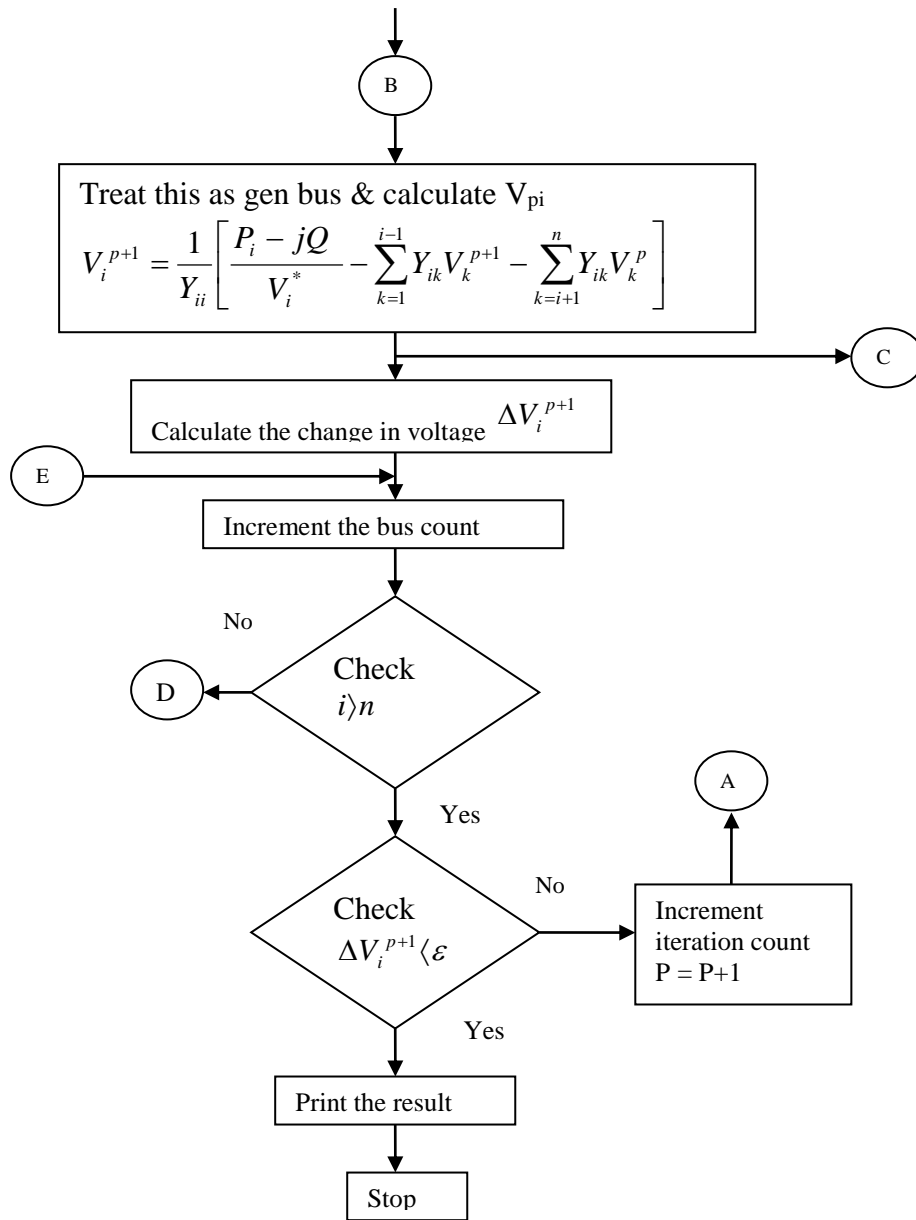 B
Treat this as gen bus & calculate V_{pi}
V_i^{p+1} = \frac{1}{Y_{ii}} \left[ \frac{P_i - jQ}{V_i^*} - \sum_{k=1}^{i-1} Y_{ik} V_k^{p+1} - \sum_{k=i+1}^{n} Y_{ik} V_k^p \right]
C
Calculate the change in voltage ΔV_i^{p+1}
E
Increment the bus count
No
Check
i⟩n
D
Yes
A
Check
ΔV_i^{p+1}⟨ε
No
Increment
iteration count
P = P+1
Yes
Print the result
Stop